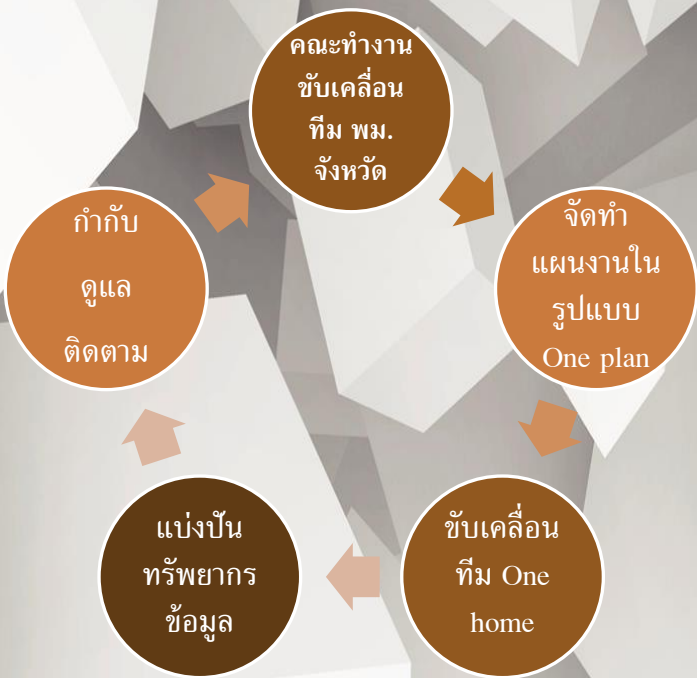 คณะทำงาน
ขับเคลื่อน
ทีม พม.
จังหวัด
จัดทำ
แผนงานใน
รูปแบบ
One plan
ขับเคลื่อน
ทีม One
home
แบ่งปัน
ทรัพยากร
ข้อมูล
กำกับ
ดูแล
ติดตาม